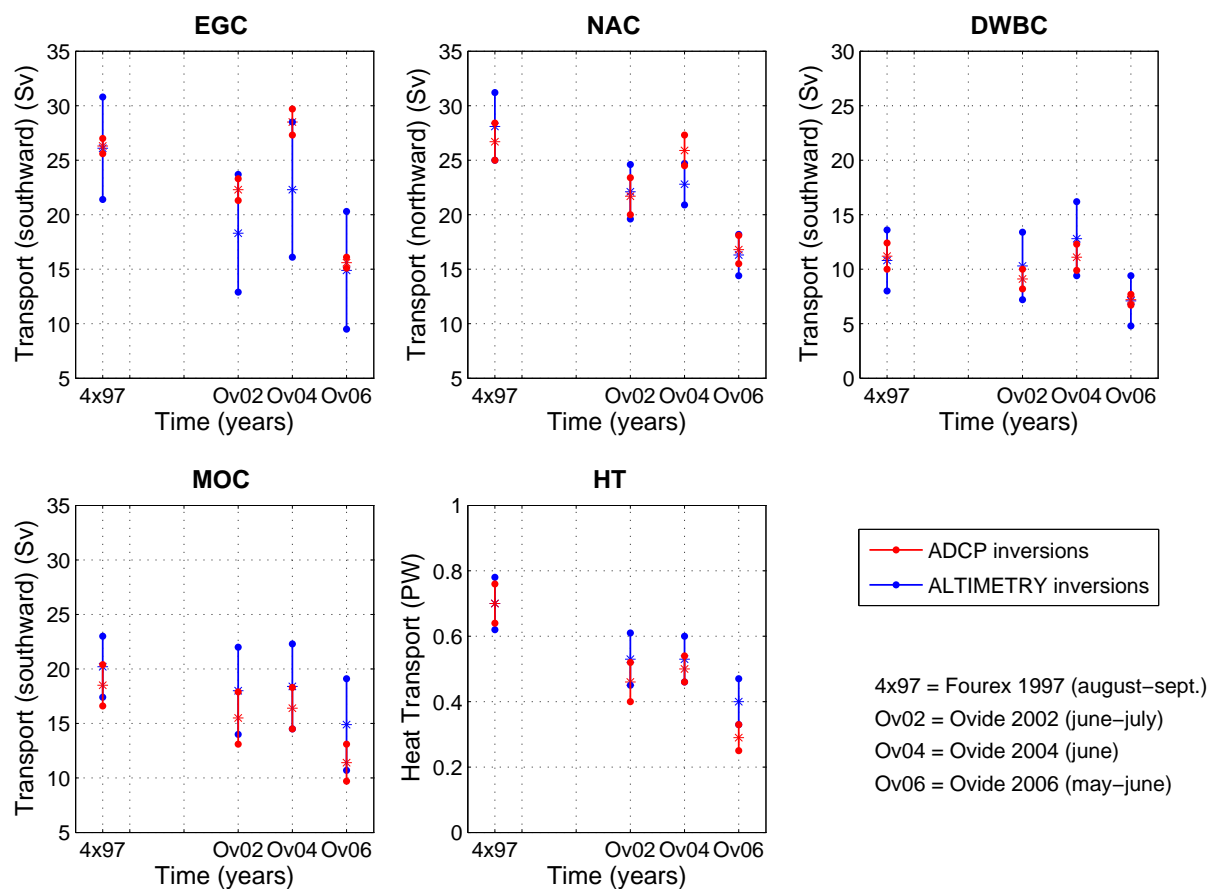 EGC
Transport (southward) (Sv)
35
30
25
20
15
10
5
4x97
Ov02
Ov04
Ov06
Time (years)
NAC
Transport (northward) (Sv)
35
30
25
20
15
10
5
4x97
Ov02
Ov04
Ov06
Time (years)
DWBC
Transport (southward) (Sv)
30
25
20
15
10
5
0
4x97
Ov02
Ov04
Ov06
Time (years)
MOC
Transport (southward) (Sv)
35
30
25
20
15
10
5
4x97
Ov02
Ov04
Ov06
Time (years)
HT
Heat Transport (PW)
1
0.8
0.6
0.4
0.2
0
4x97
Ov02
Ov04
Ov06
Time (years)
ADCP inversions
ALTIMETRY inversions
4x97 = Fourex 1997 (august−sept.)
Ov02 = Ovide 2002 (june−july)
Ov04 = Ovide 2004 (june)
Ov06 = Ovide 2006 (may−june)